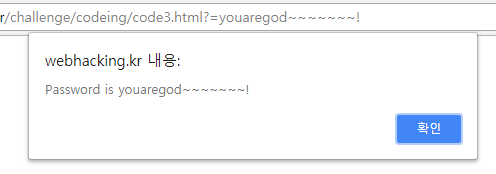 r/challenge/codeing/code3.html?=youaregod~~~~~~~!
webhacking.kr 내용:
Password is youaregod~~~~~~~!
확인